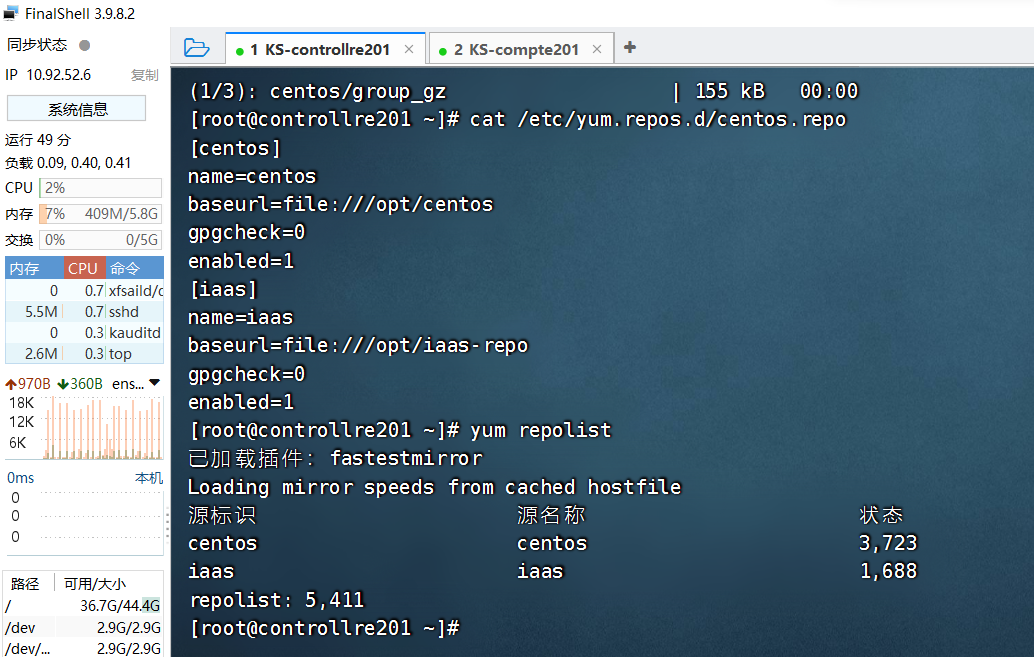 FinalShell 3.9.8.2
同步状态
IP 10.92.52.6 复制
系统信息
运行 49 分
负载 0.09, 0.40, 0.41
CPU 2%
内存 7% 409M/5.8G
交换 0% 0/5G
内存 CPU 命令
0 0.7 xfsaild/d
5.5M 0.7 sshd
0 0.3 kauditd
2.6M 0.3 top
970B 360B ens...
18K
12K
6K
0ms 本机
0
0
0
路径 可用/大小
/ 36.7G/44.4G
/dev 2.9G/2.9G
/dev/... 2.9G/2.9G
1 KS-controllre201 × 2 KS-compte201 × +
(1/3): centos/group_gz | 155 kB 00:00
[root@controllre201 ~]# cat /etc/yum.repos.d/centos.repo
[centos]
name=centos
baseurl=file:///opt/centos
gpgcheck=0
enabled=1
[iaas]
name=iaas
baseurl=file:///opt/iaas-repo
gpgcheck=0
enabled=1
[root@controllre201 ~]# yum repolist
已加载插件：fastestmirror
Loading mirror speeds from cached hostfile
源标识 源名称 状态
centos centos 3,723
iaas iaas 1,688
repolist: 5,411
[root@controllre201 ~]#